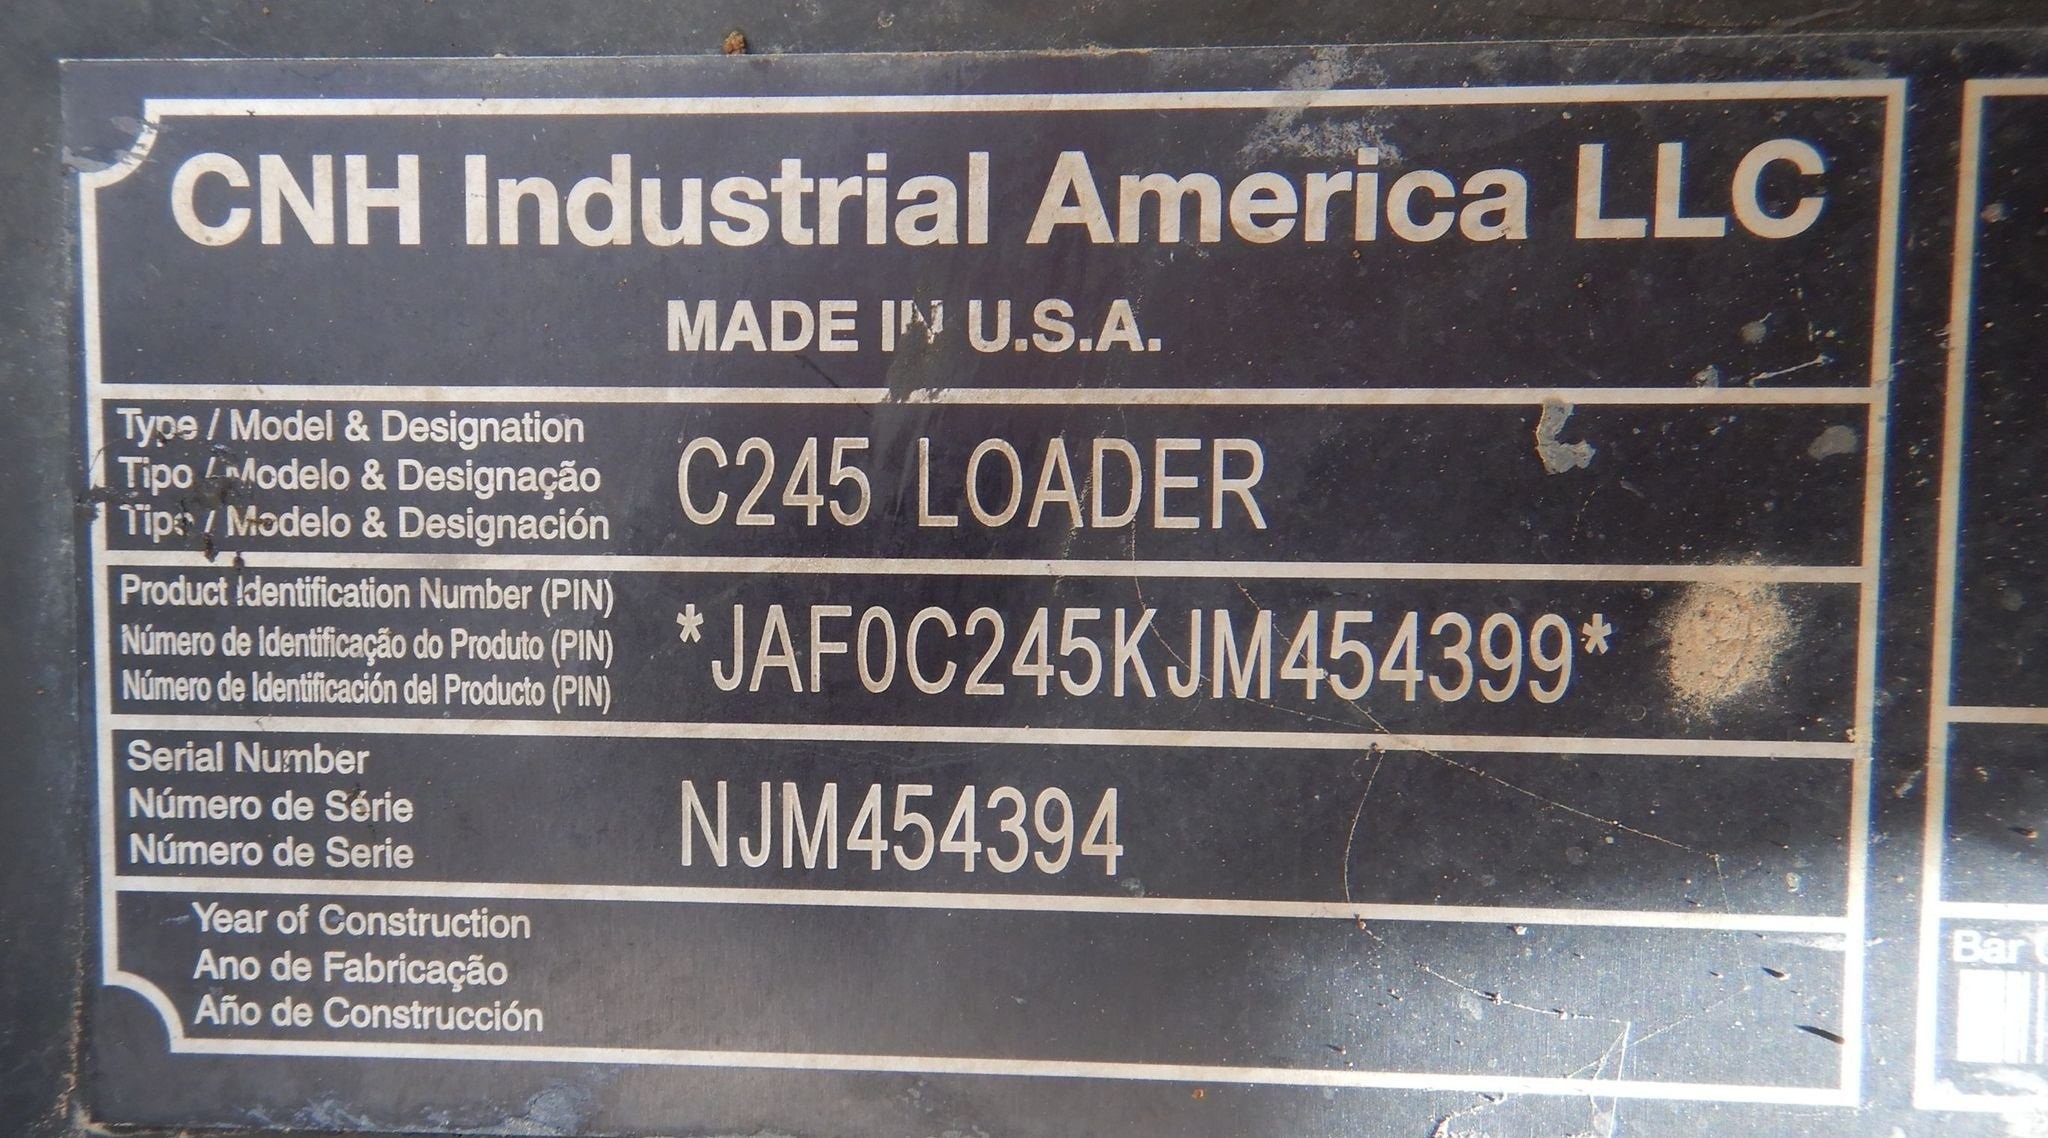 CNH Industrial America LLC
MADE IN U.S.A.
Type / Model & Designation
Tipo / Modelo & Designação
Tipo / Modelo & Designación
C245 LOADER
Product Identification Number (PIN)
Número de Identificação do Produto (PIN)
Número de Identificación del Producto (PIN)
*JAF0C245KJM454399*
Serial Number
Número de Série
Número de Serie
NJM454394
Year of Construction
Ano de Fabricação
Año de Construcción
Bar